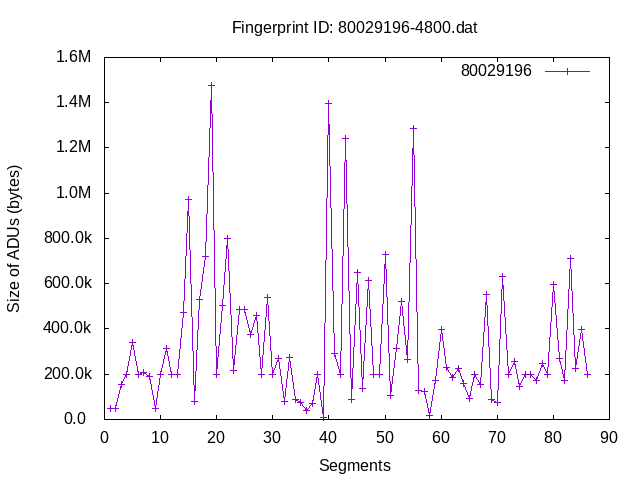 Fingerprint ID: 80029196-4800.dat
80029196
1.6M
1.4M
1.2M
1.0M
800.0k
600.0k
400.0k
200.0k
0.0
Size of ADUs (bytes)
0 10 20 30 40 50 60 70 80 90
Segments